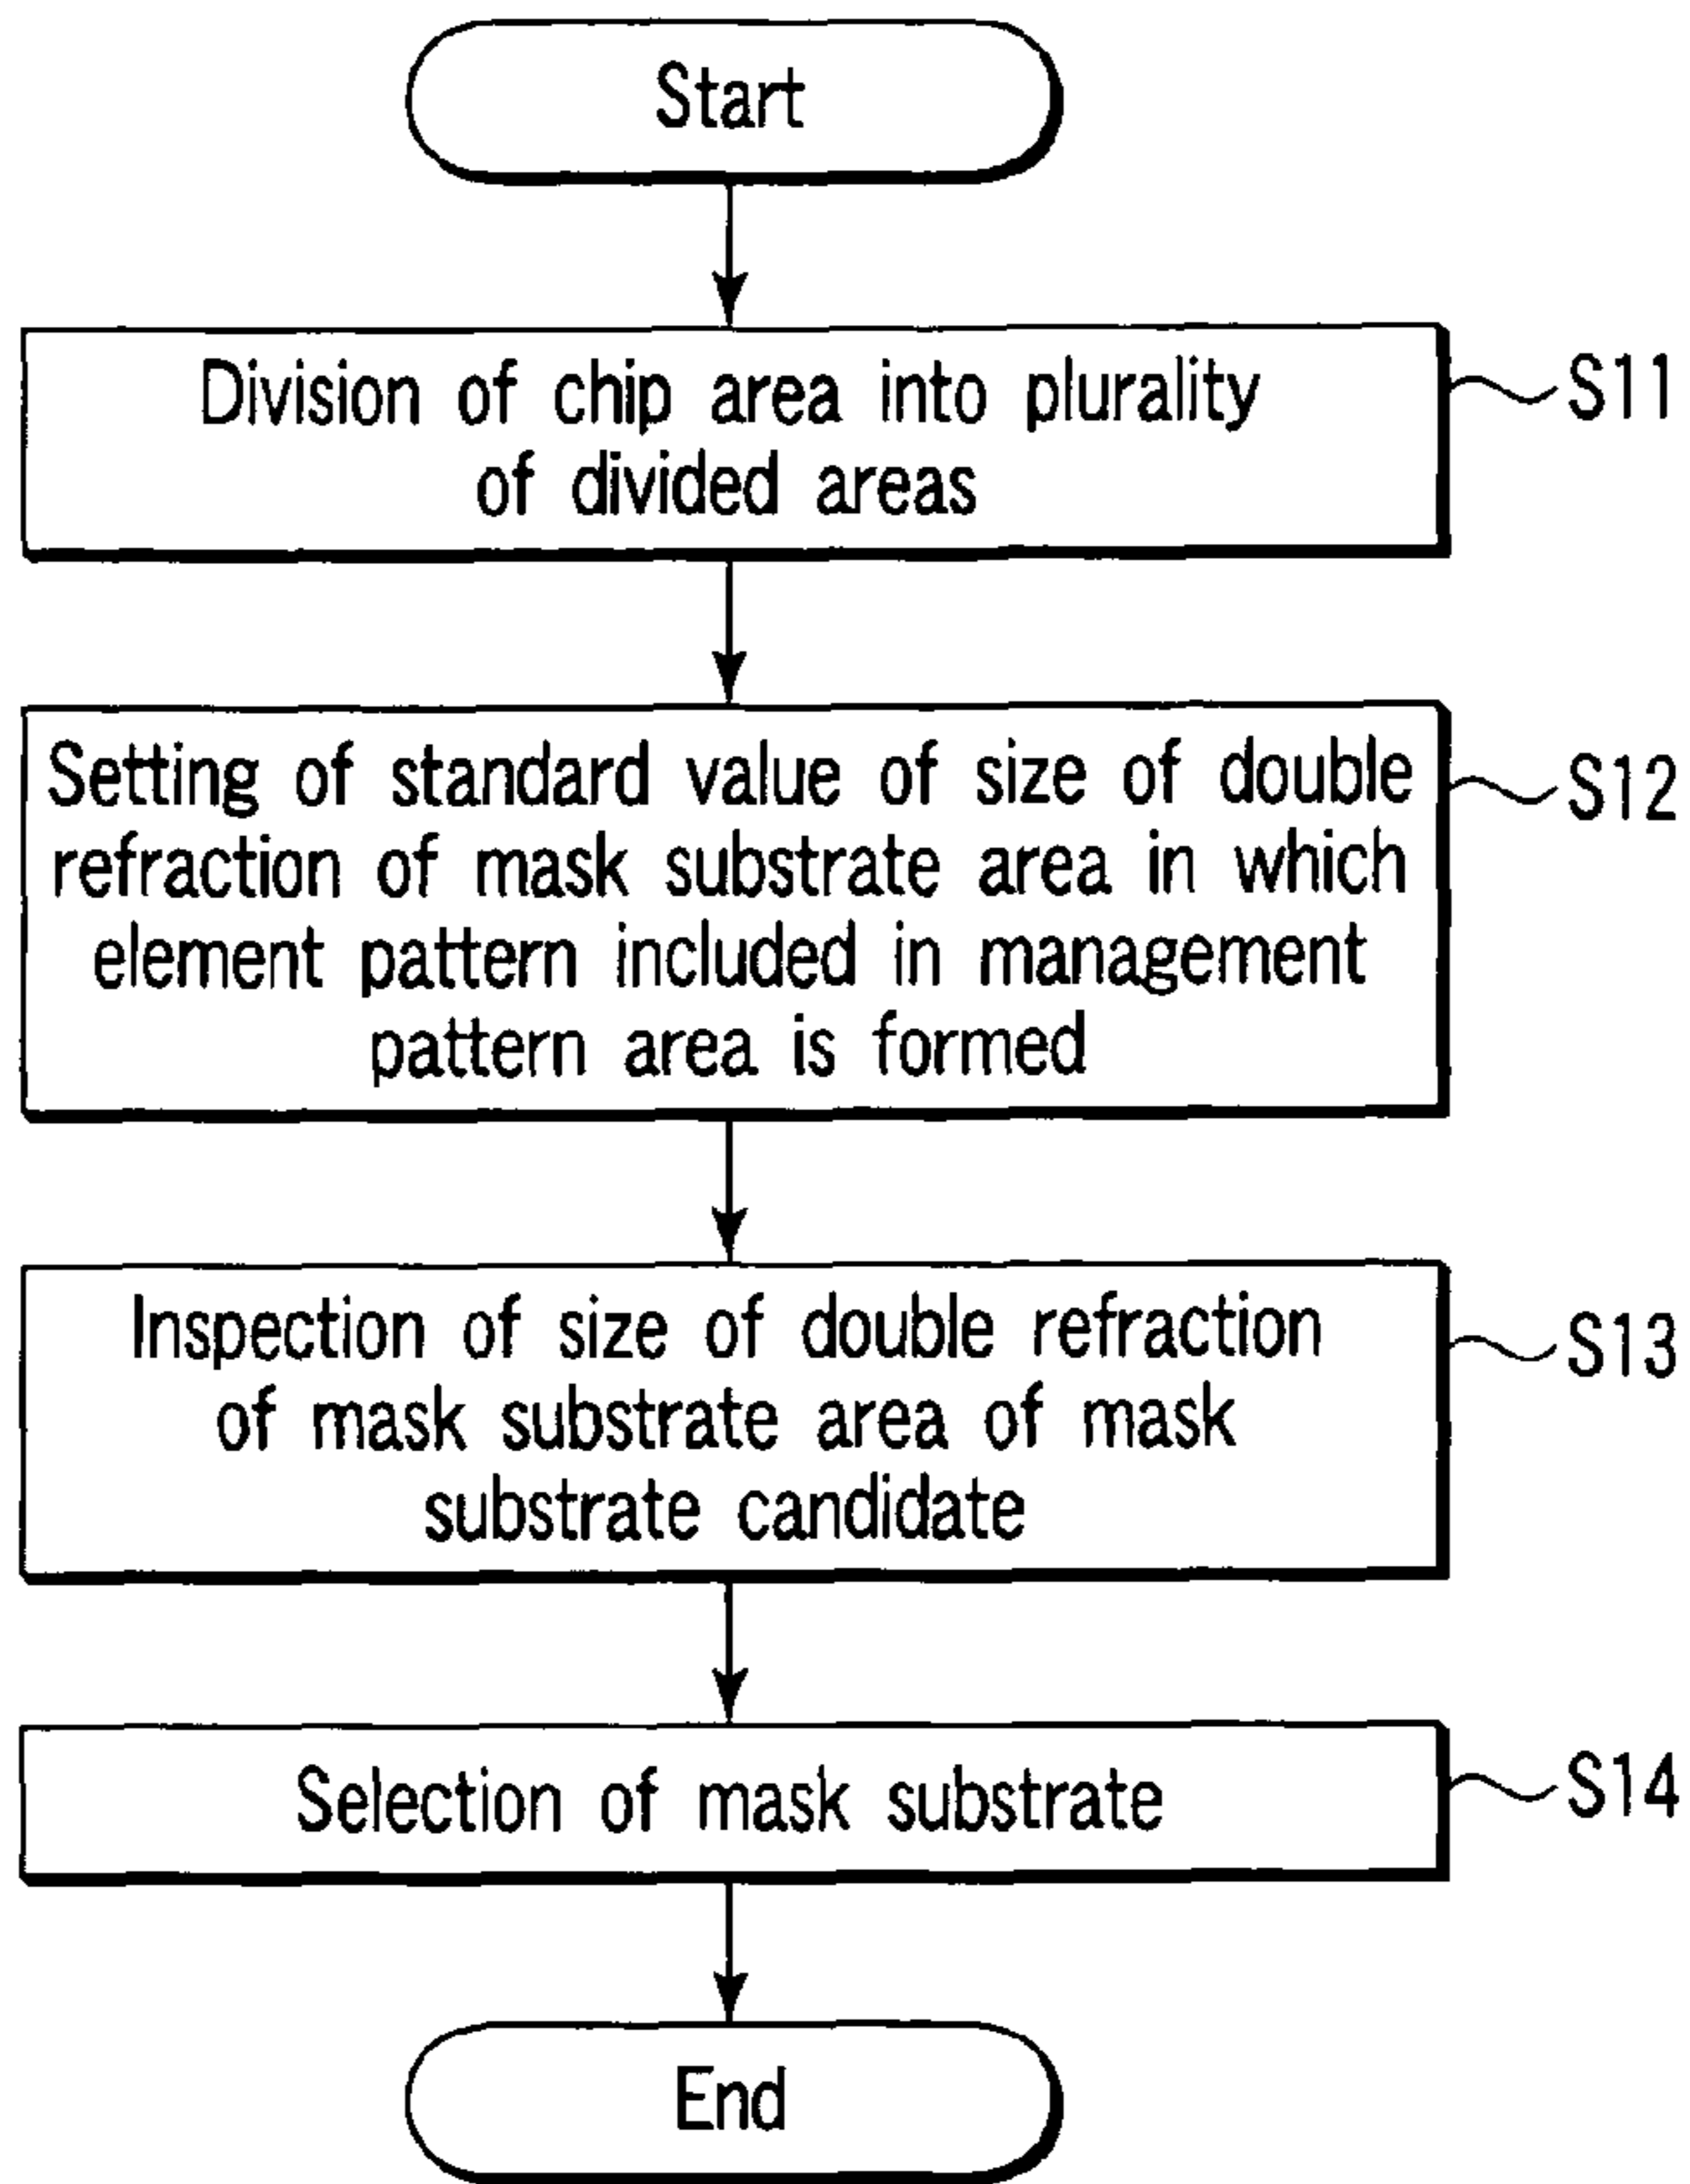 Start
Division of chip area into plurality
of divided areas
S11
Setting of standard value of size of double
refraction of mask substrate area in which
element pattern included in management
pattern area is formed
S12
Inspection of size of double refraction
of mask substrate area of mask
substrate candidate
S13
Selection of mask substrate
S14
End